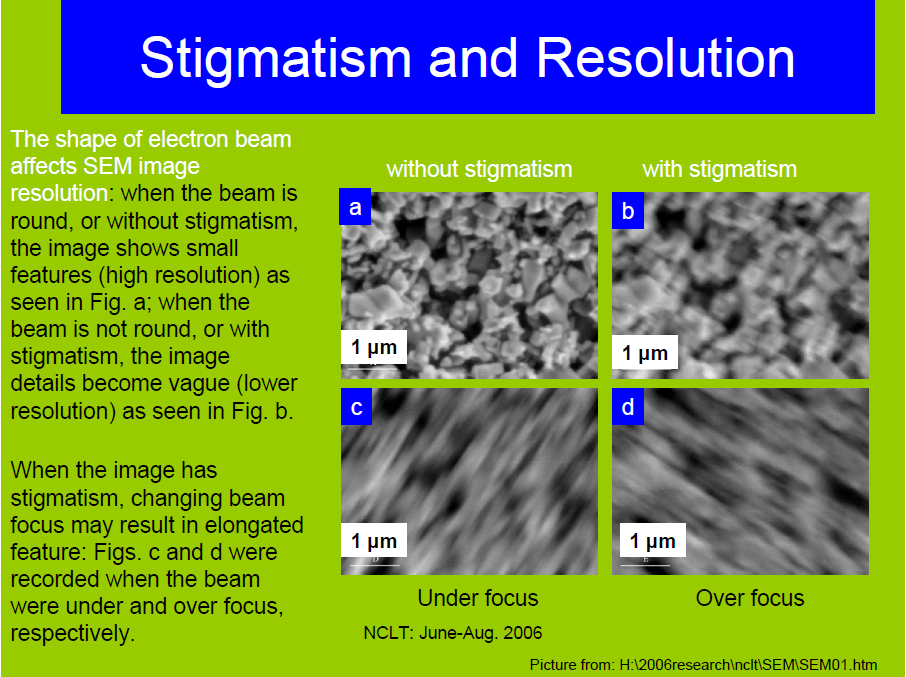 Stigmatism and Resolution
The shape of electron beam
affects SEM image
resolution: when the beam is
round, or without stigmatism,
the image shows small
features (high resolution) as
seen in Fig. a; when the
beam is not round, or with
stigmatism, the image
details become vague (lower
resolution) as seen in Fig. b.
When the image has
stigmatism, changing beam
focus may result in elongated
feature: Figs. c and d were
recorded when the beam
were under and over focus,
respectively.
without stigmatism
with stigmatism
a
b
1 µm
1 µm
c
d
1 µm
1 µm
Under focus
Over focus
NCLT: June-Aug. 2006
Picture from: H:\2006research\nclt\SEM\SEM01.htm